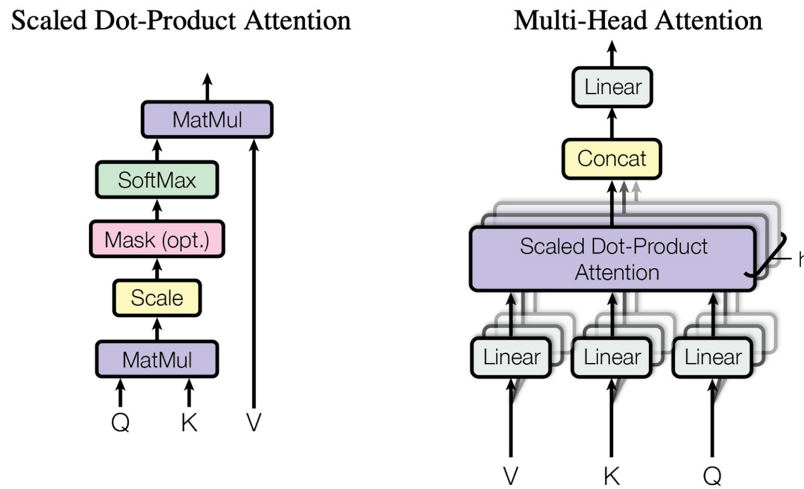 Scaled Dot-Product Attention
MatMul
SoftMax
Mask (opt.)
Scale
MatMul
Q K V
Multi-Head Attention
Linear
Concat
Scaled Dot-Product
Attention
h
Linear Linear Linear
V K Q